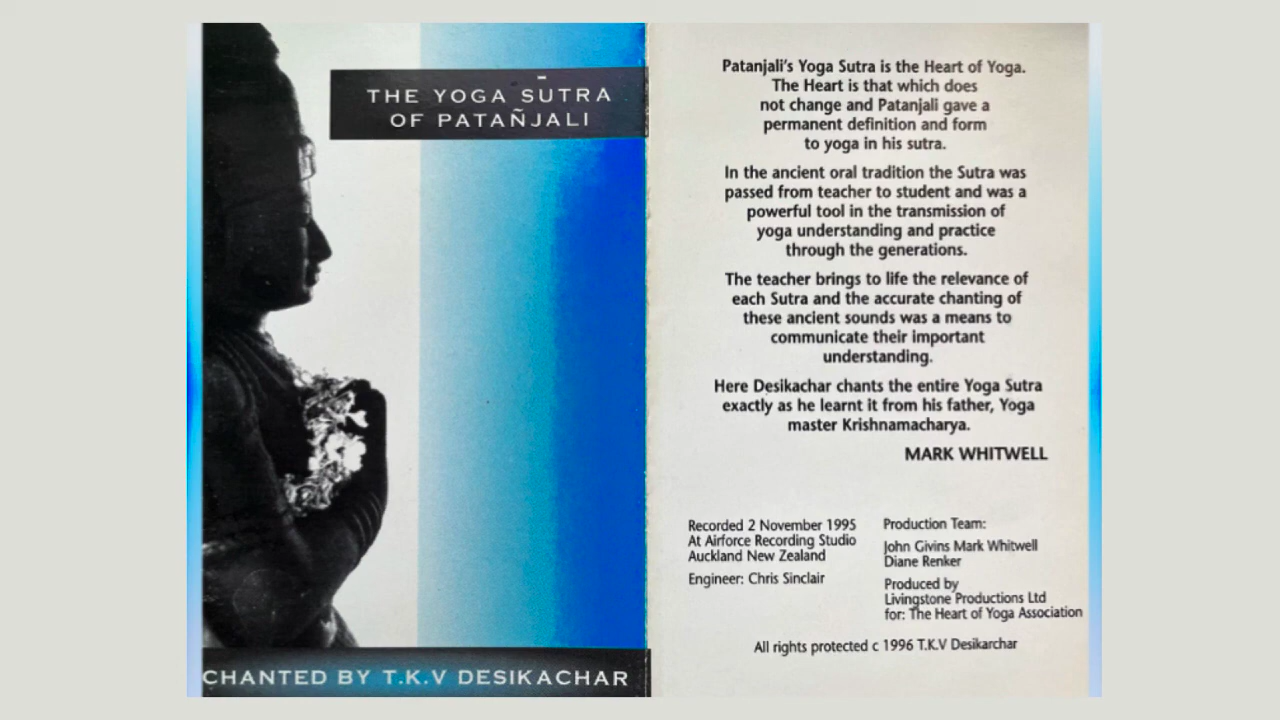 THE YOGA SŪTRA
OF PATAÑJALI
CHANTED BY T.K.V DESIKACHAR
Patanjali's Yoga Sutra is the Heart of Yoga.
The Heart is that which does
not change and Patanjali gave a
permanent definition and form
to yoga in his sutra.
In the ancient oral tradition the Sutra was
passed from teacher to student and was a
powerful tool in the transmission of
yoga understanding and practice
through the generations.
The teacher brings to life the relevance of
each Sutra and the accurate chanting of
these ancient sounds was a means to
communicate their important
understanding.
Here Desikachar chants the entire Yoga Sutra
exactly as he learnt it from his father, Yoga
master Krishnamacharya.
MARK WHITWELL
Recorded 2 November 1995
At Airforce Recording Studio
Auckland New Zealand
Engineer: Chris Sinclair
Production Team:
John Givins Mark Whitwell
Diane Renker
Produced by
Livingstone Productions Ltd
for: The Heart of Yoga Association
All rights protected c 1996 T.K.V Desikarchar